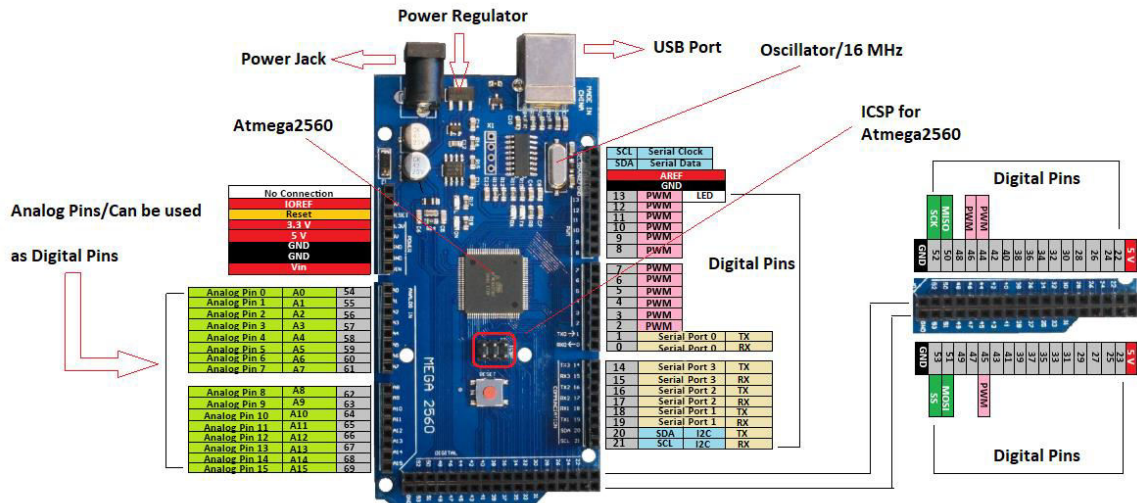 Power Regulator
Power Jack
USB Port
Oscillator/16 MHz
Atmega2560
ICSP for
Atmega2560
MADE IN
CHINA
SCL Serial Clock
SDA Serial Data
AREF
GND
13 PWM LED
12 PWM
11 PWM
10 PWM
9 PWM
8 PWM
7 PWM
6 PWM
5 PWM
4 PWM
3 PWM
2 PWM
1 Serial Port 0 TX
0 Serial Port 0 RX
14 Serial Port 3 TX
15 Serial Port 3 RX
16 Serial Port 2 TX
17 Serial Port 2 RX
18 Serial Port 1 TX
19 Serial Port 1 RX
20 SDA I2C TX
21 SCL I2C RX
Digital Pins
No Connection
IOREF
Reset
3.3 V
5 V
GND
GND
Vin
Analog Pins/Can be used
as Digital Pins
Analog Pin 0 A0 54
Analog Pin 1 A1 55
Analog Pin 2 A2 56
Analog Pin 3 A3 57
Analog Pin 4 A4 58
Analog Pin 5 A5 59
Analog Pin 6 A6 60
Analog Pin 7 A7 61
Analog Pin 8 A8 62
Analog Pin 9 A9 63
Analog Pin 10 A10 64
Analog Pin 11 A11 65
Analog Pin 12 A12 66
Analog Pin 13 A13 67
Analog Pin 14 A14 68
Analog Pin 15 A15 69
MEGA 2560
RESET
COMMUNICATION
ANALOG IN
POWER
Digital Pins
SCK MISO PWM PWM
GND 52 50 48 46 44 42 40 38 36 34 32 30 28 26 24 22 5 V
GND 53 51 49 47 45 43 41 39 37 35 33 31 29 27 25 23 5 V
SS MOSI PWM
Digital Pins